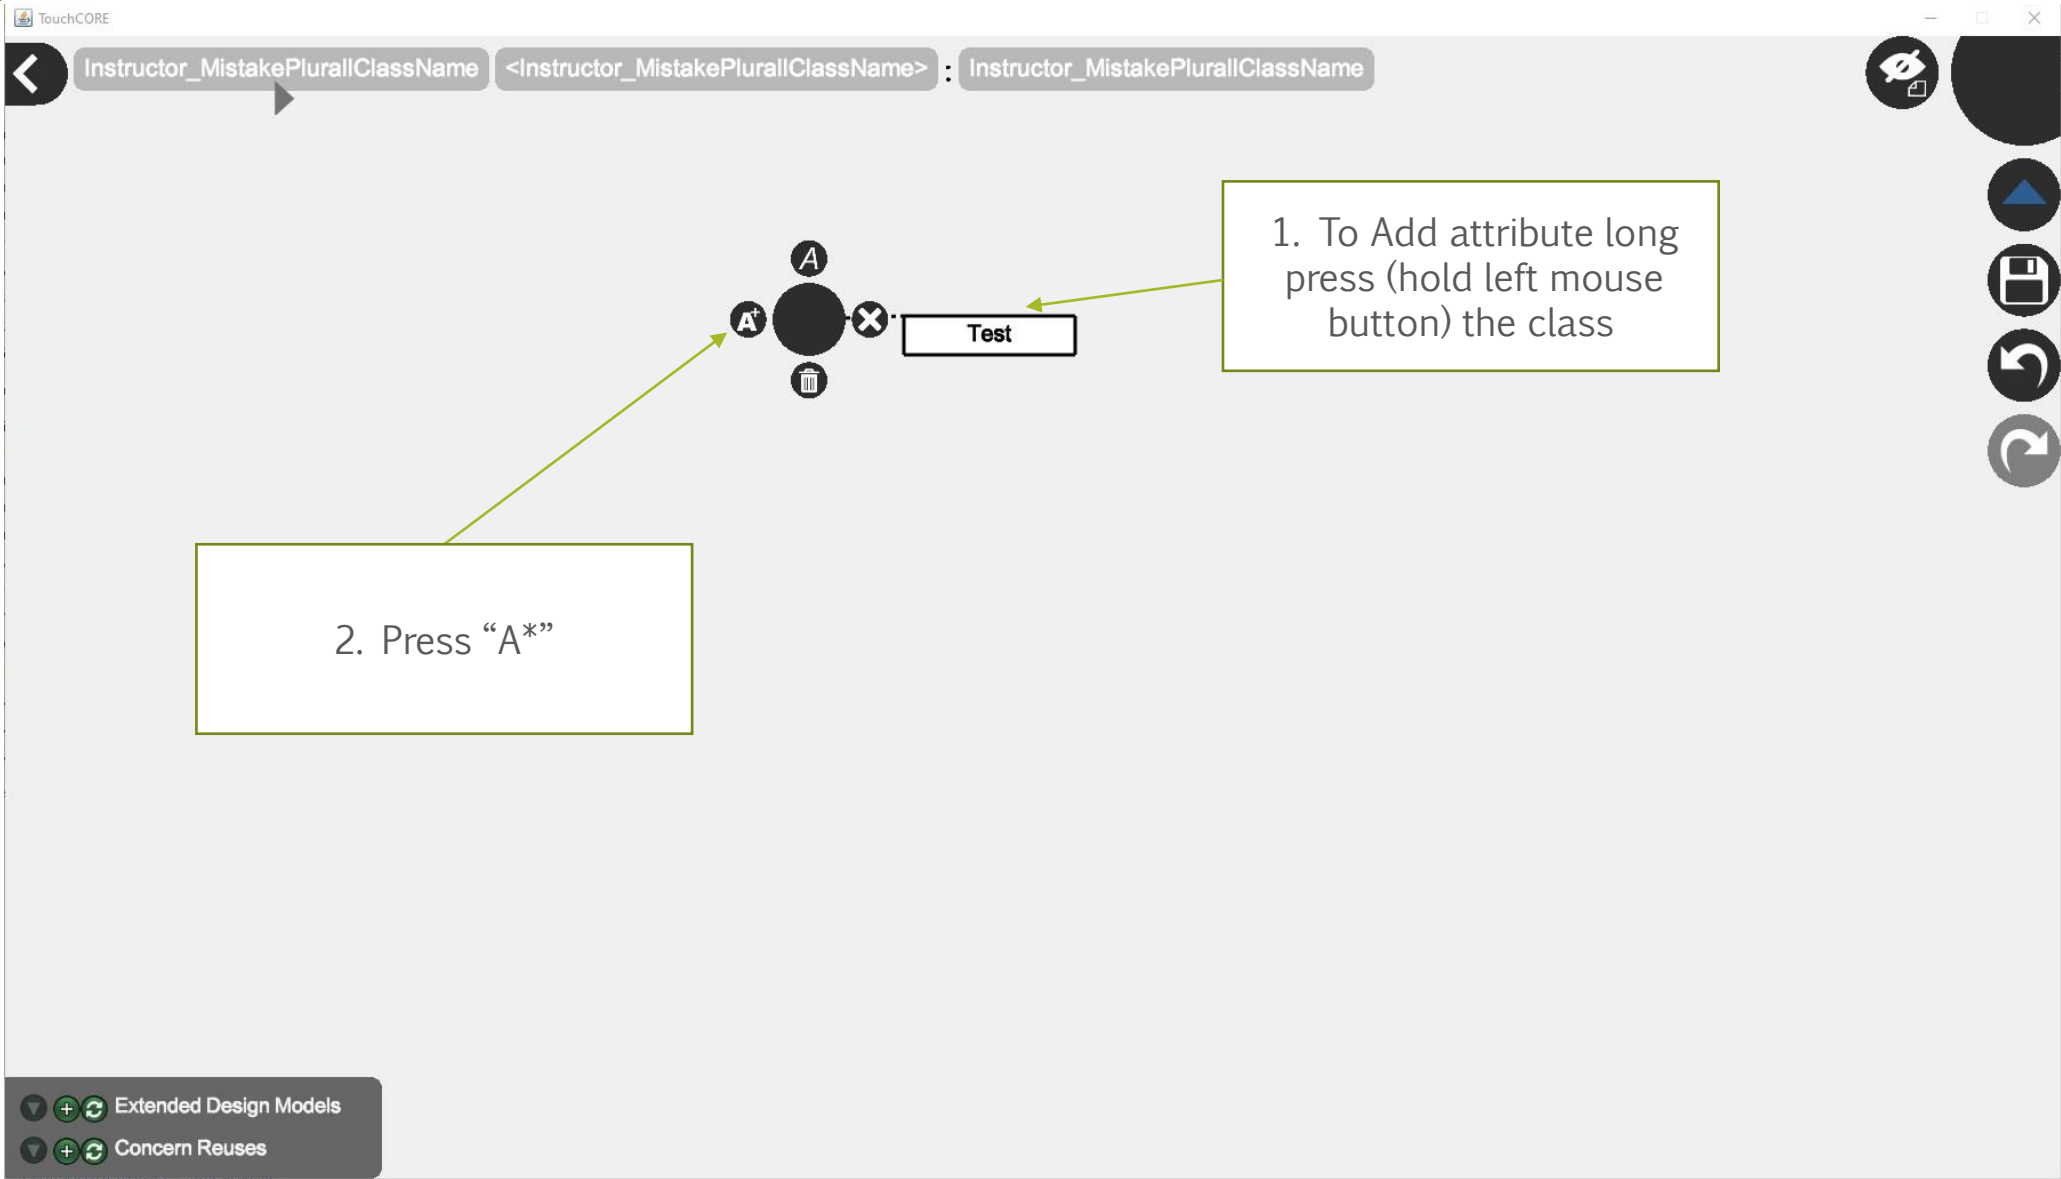 TouchCORE
Instructor_MistakePlurallClassName <Instructor_MistakePlurallClassName> : Instructor_MistakePlurallClassName
1. To Add attribute long
press (hold left mouse
button) the class
A
A+
Test
2. Press “A*”
Extended Design Models
Concern Reuses